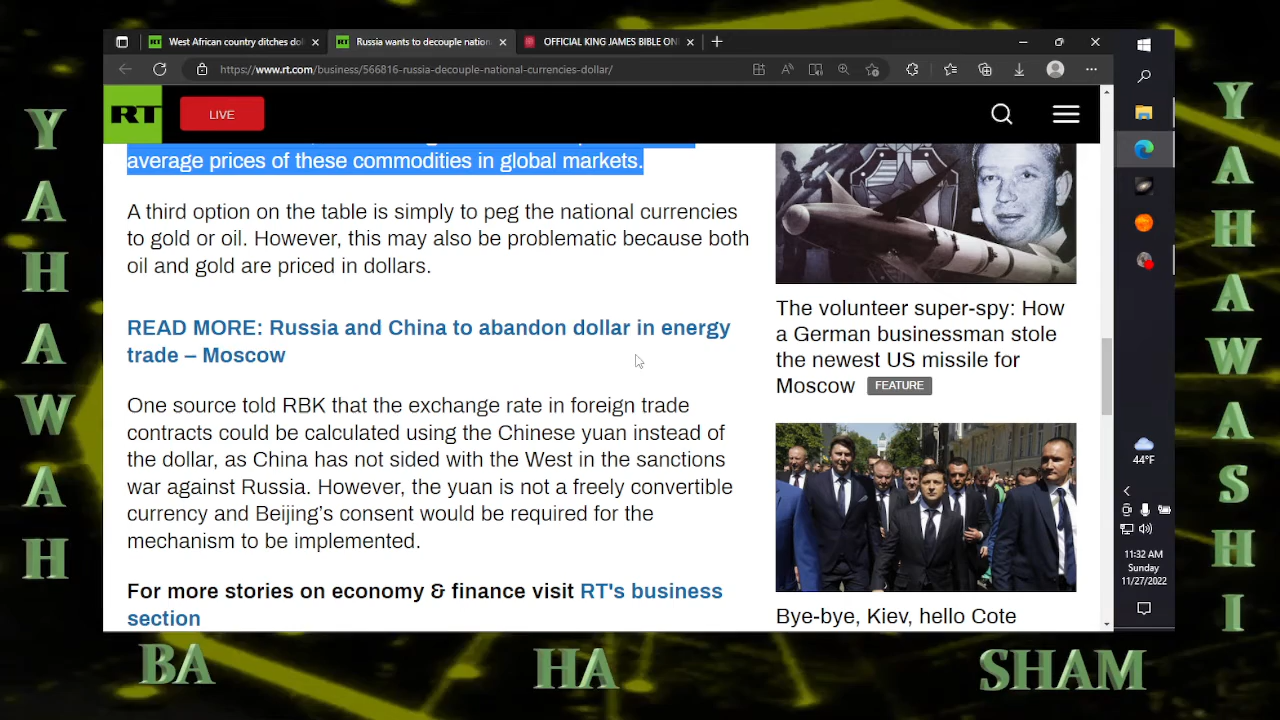 West African country ditches do
Russia wants to decouple nation
OFFICIAL KING JAMES BIBLE ON
https://www.rt.com/business/566816-russia-decouple-national-currencies-dollar/
RT
LIVE
average prices of these commodities in global markets.
A third option on the table is simply to peg the national currencies
to gold or oil. However, this may also be problematic because both
oil and gold are priced in dollars.
READ MORE: Russia and China to abandon dollar in energy
trade – Moscow
One source told RBK that the exchange rate in foreign trade
contracts could be calculated using the Chinese yuan instead of
the dollar, as China has not sided with the West in the sanctions
war against Russia. However, the yuan is not a freely convertible
currency and Beijing's consent would be required for the
mechanism to be implemented.
For more stories on economy & finance visit RT's business
section
The volunteer super-spy: How
a German businessman stole
the newest US missile for
Moscow FEATURE
Bye-bye, Kiev, hello Cote
44°F
11:32 AM
Sunday
11/27/2022
YAHAWAH
BA
HA
SHAM
YAHAWASHI